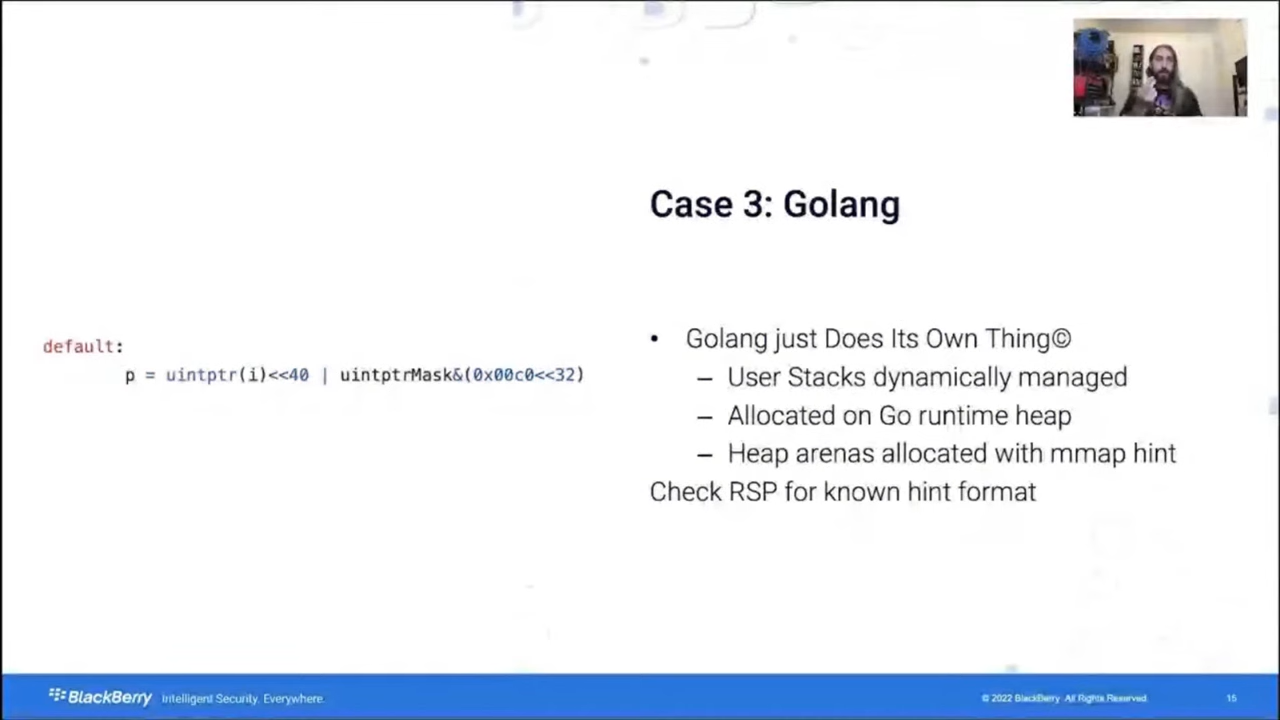 Case 3: Golang
default:
p = uintptr(i)<<40 | uintptrMask&(0x00c0<<32)
• Golang just Does Its Own Thing©
– User Stacks dynamically managed
– Allocated on Go runtime heap
– Heap arenas allocated with mmap hint
Check RSP for known hint format
BlackBerry Intelligent Security. Everywhere.
© 2022 BlackBerry. All Rights Reserved.
15